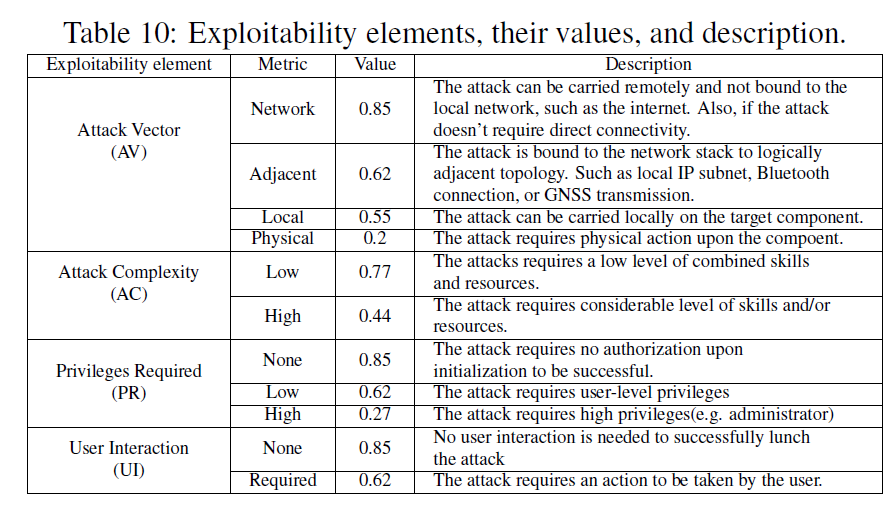 Table 10: Exploitability elements, their values, and description.
Exploitability element Metric Value Description
Attack Vector
(AV)
Network 0.85
The attack can be carried remotely and not bound to the
local network, such as the internet. Also, if the attack
doesn't require direct connectivity.
Adjacent 0.62
The attack is bound to the network stack to logically
adjacent topology. Such as local IP subnet, Bluetooth
connection, or GNSS transmission.
Local 0.55 The attack can be carried locally on the target component.
Physical 0.2 The attack requires physical action upon the compoent.
Attack Complexity
(AC)
Low 0.77
The attacks requires a low level of combined skills
and resources.
High 0.44
The attack requires considerable level of skills and/or
resources.
Privileges Required
(PR)
None 0.85
The attack requires no authorization upon
initialization to be successful.
Low 0.62 The attack requires user-level privileges
High 0.27 The attack requires high privileges(e.g. administrator)
User Interaction
(UI)
None 0.85
No user interaction is needed to successfully lunch
the attack
Required 0.62 The attack requires an action to be taken by the user.